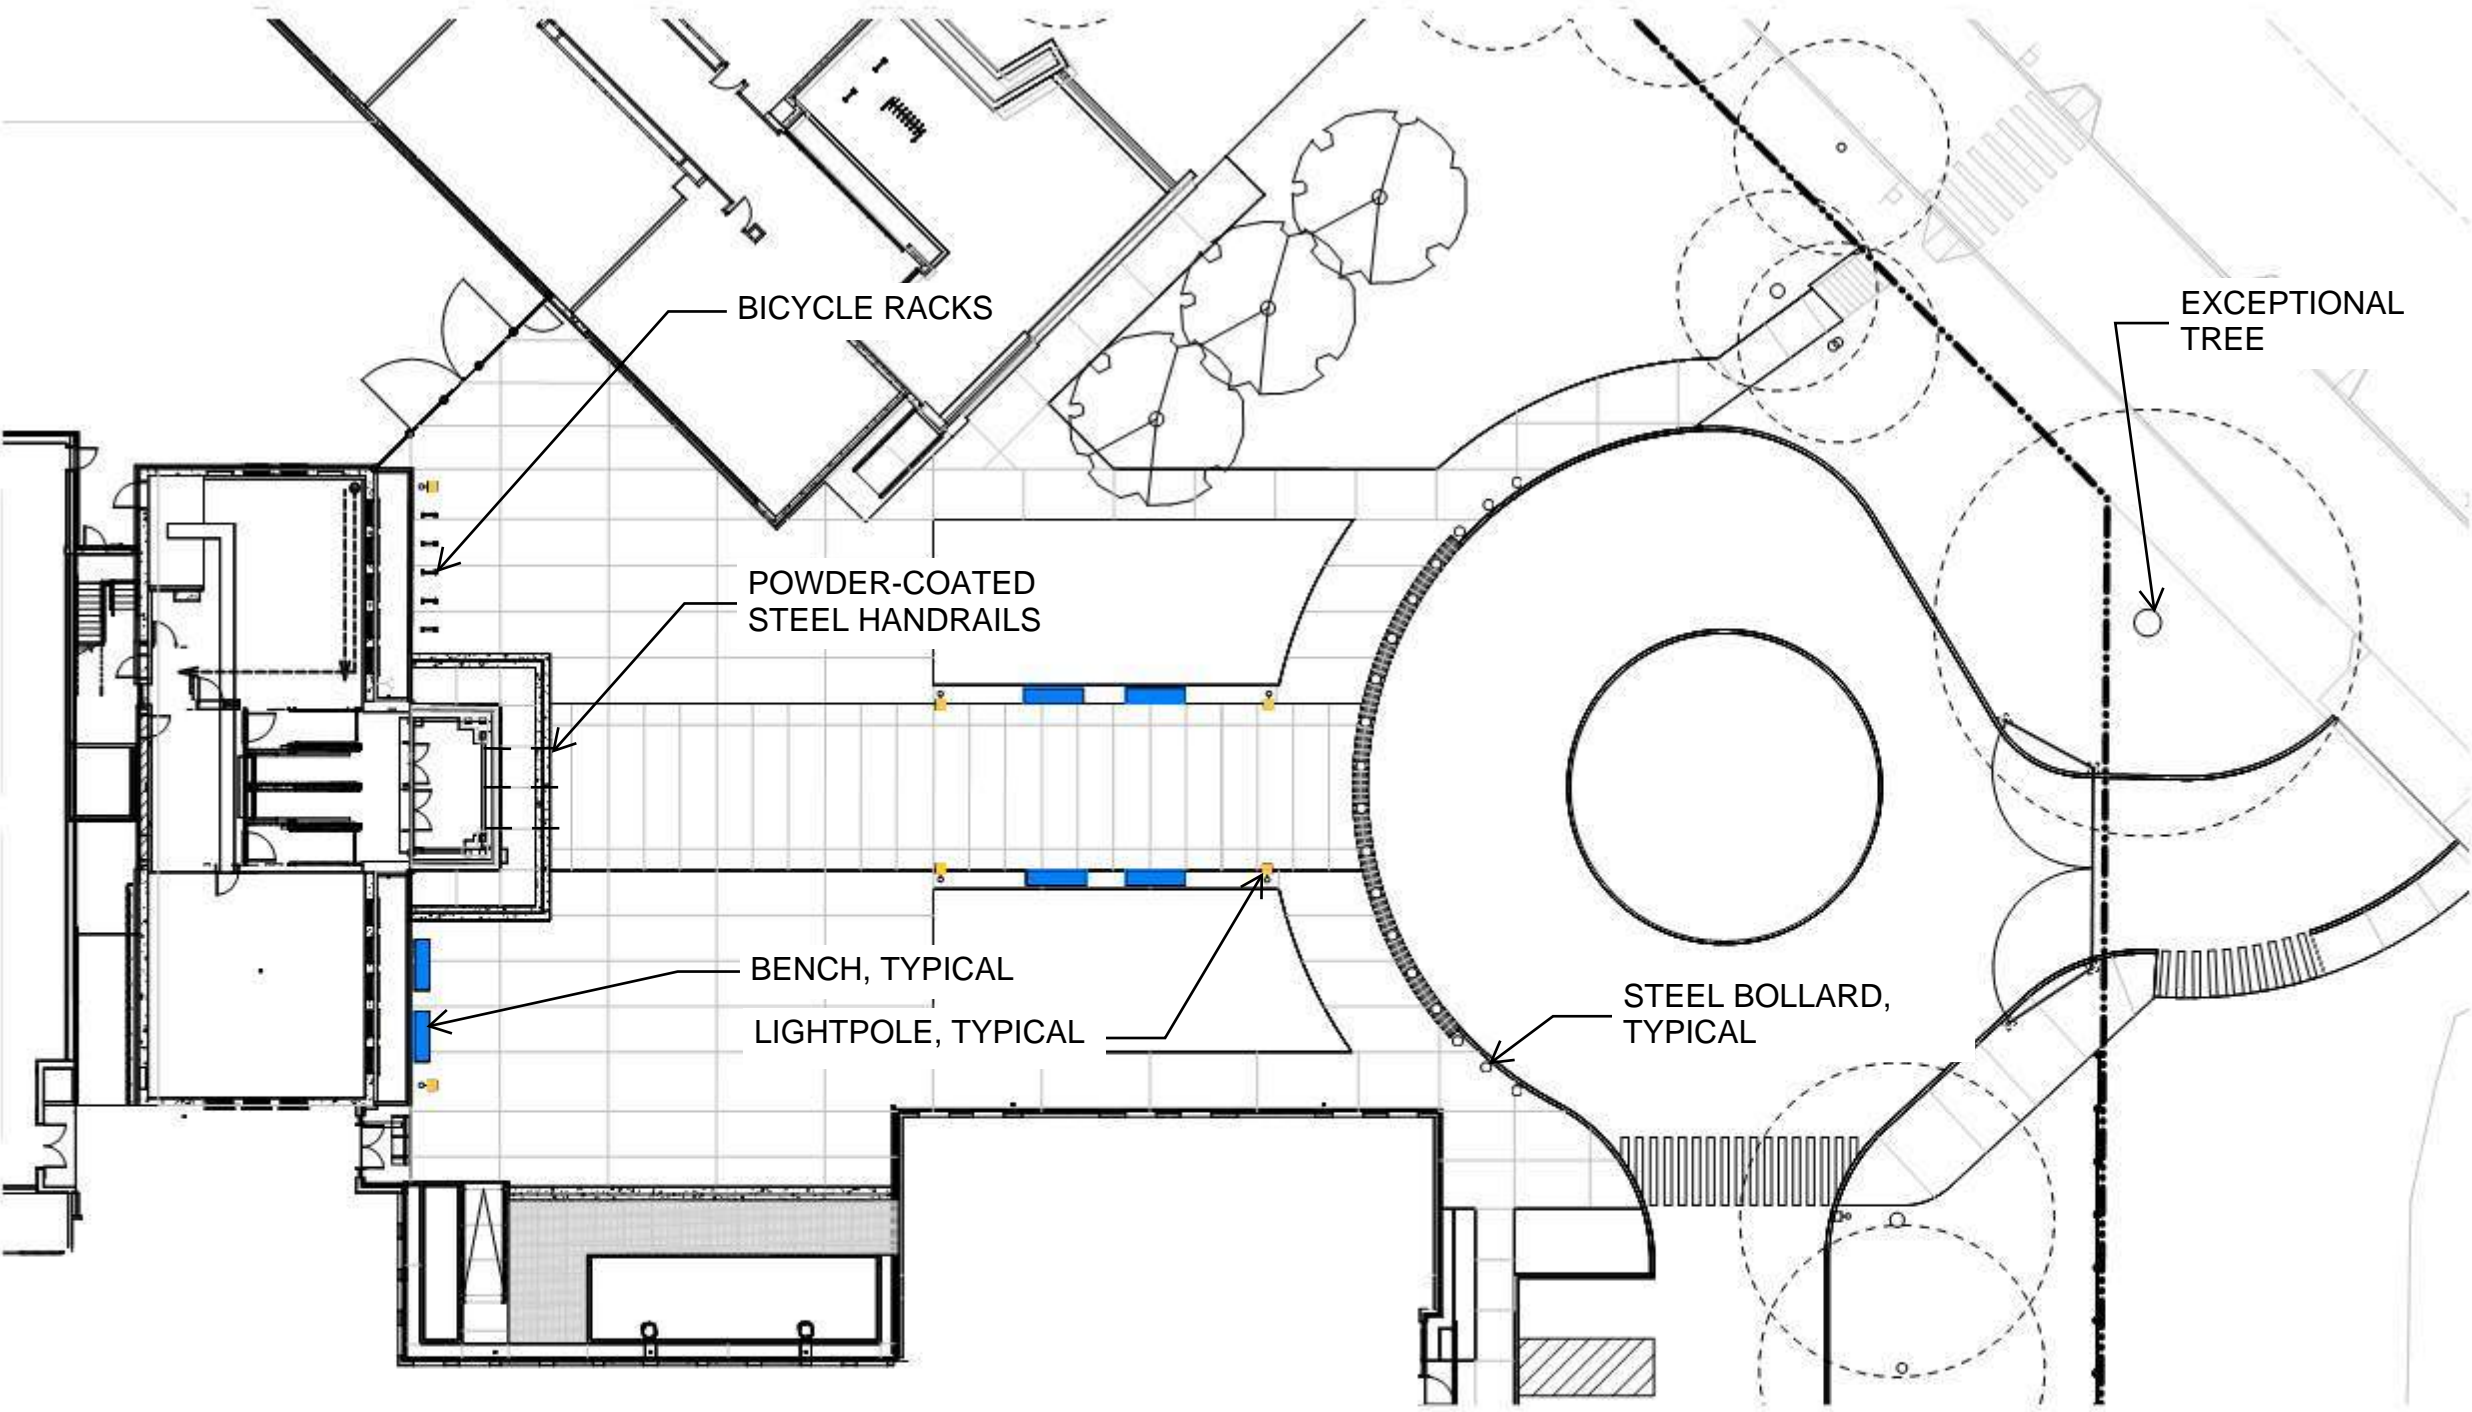 BICYCLE RACKS
EXCEPTIONAL
TREE
POWDER-COATED
STEEL HANDRAILS
BENCH, TYPICAL
LIGHTPOLE, TYPICAL
STEEL BOLLARD,
TYPICAL